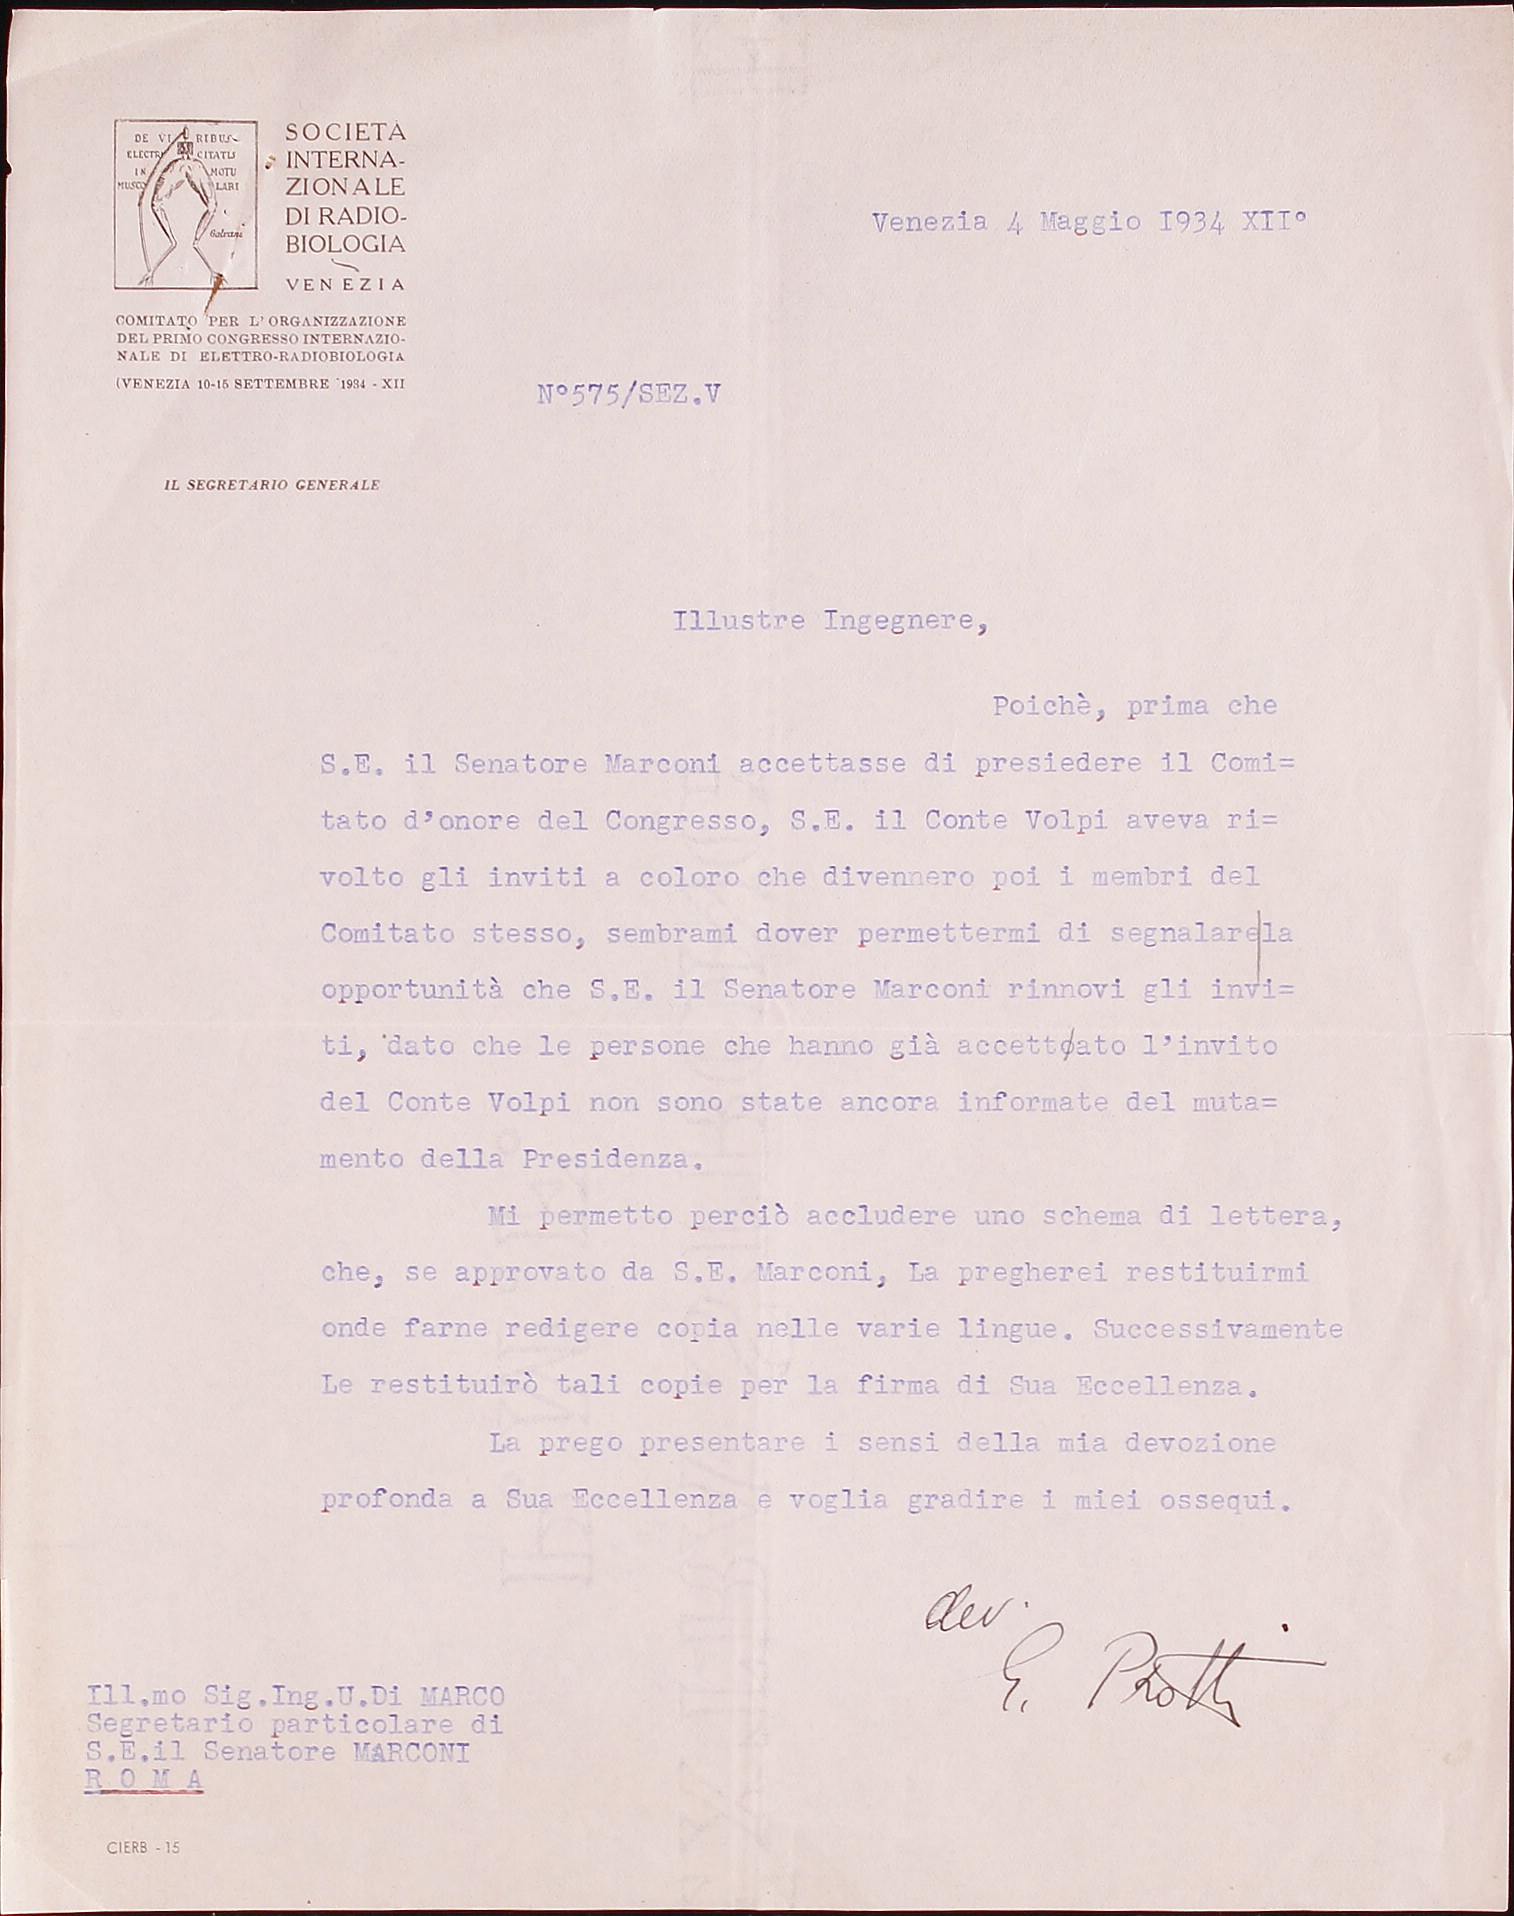 DE VIRIBUS
ELECTRICITATIS
IN MOTU
MUSCOLARI
Galvani
SOCIETÀ
INTERNA-
ZIONALE
DI RADIO-
BIOLOGIA
VENEZIA
COMITATO PER L'ORGANIZZAZIONE
DEL PRIMO CONGRESSO INTERNAZIO-
NALE DI ELETTRO-RADIOBIOLOGIA
(VENEZIA 10-15 SETTEMBRE 1934 - XII
IL SEGRETARIO GENERALE
Venezia 4 Maggio 1934 XII°
N°575/SEZ.V
Illustre Ingegnere,
Poichè, prima che
S.E. il Senatore Marconi accettasse di presiedere il Comi=
tato d'onore del Congresso, S.E. il Conte Volpi aveva ri=
volto gli inviti a coloro che divennero poi i membri del
Comitato stesso, sembrami dover permettermi di segnalare|la
opportunità che S.E. il Senatore Marconi rinnovi gli invi=
ti, dato che le persone che hanno già accettøato l'invito
del Conte Volpi non sono state ancora informate del muta=
mento della Presidenza.
Mi permetto perciò accludere uno schema di lettera,
che, se approvato da S.E. Marconi, La pregherei restituirmi
onde farne redigere copia nelle varie lingue. Successivamente
Le restituirò tali copie per la firma di Sua Eccellenza.
La prego presentare i sensi della mia devozione
profonda a Sua Eccellenza e voglia gradire i miei ossequi.
dev.
G. Protti
Ill.mo Sig.Ing.U.Di MARCO
Segretario particolare di
S.E.il Senatore MARCONI
R O M A
CIERB - 15